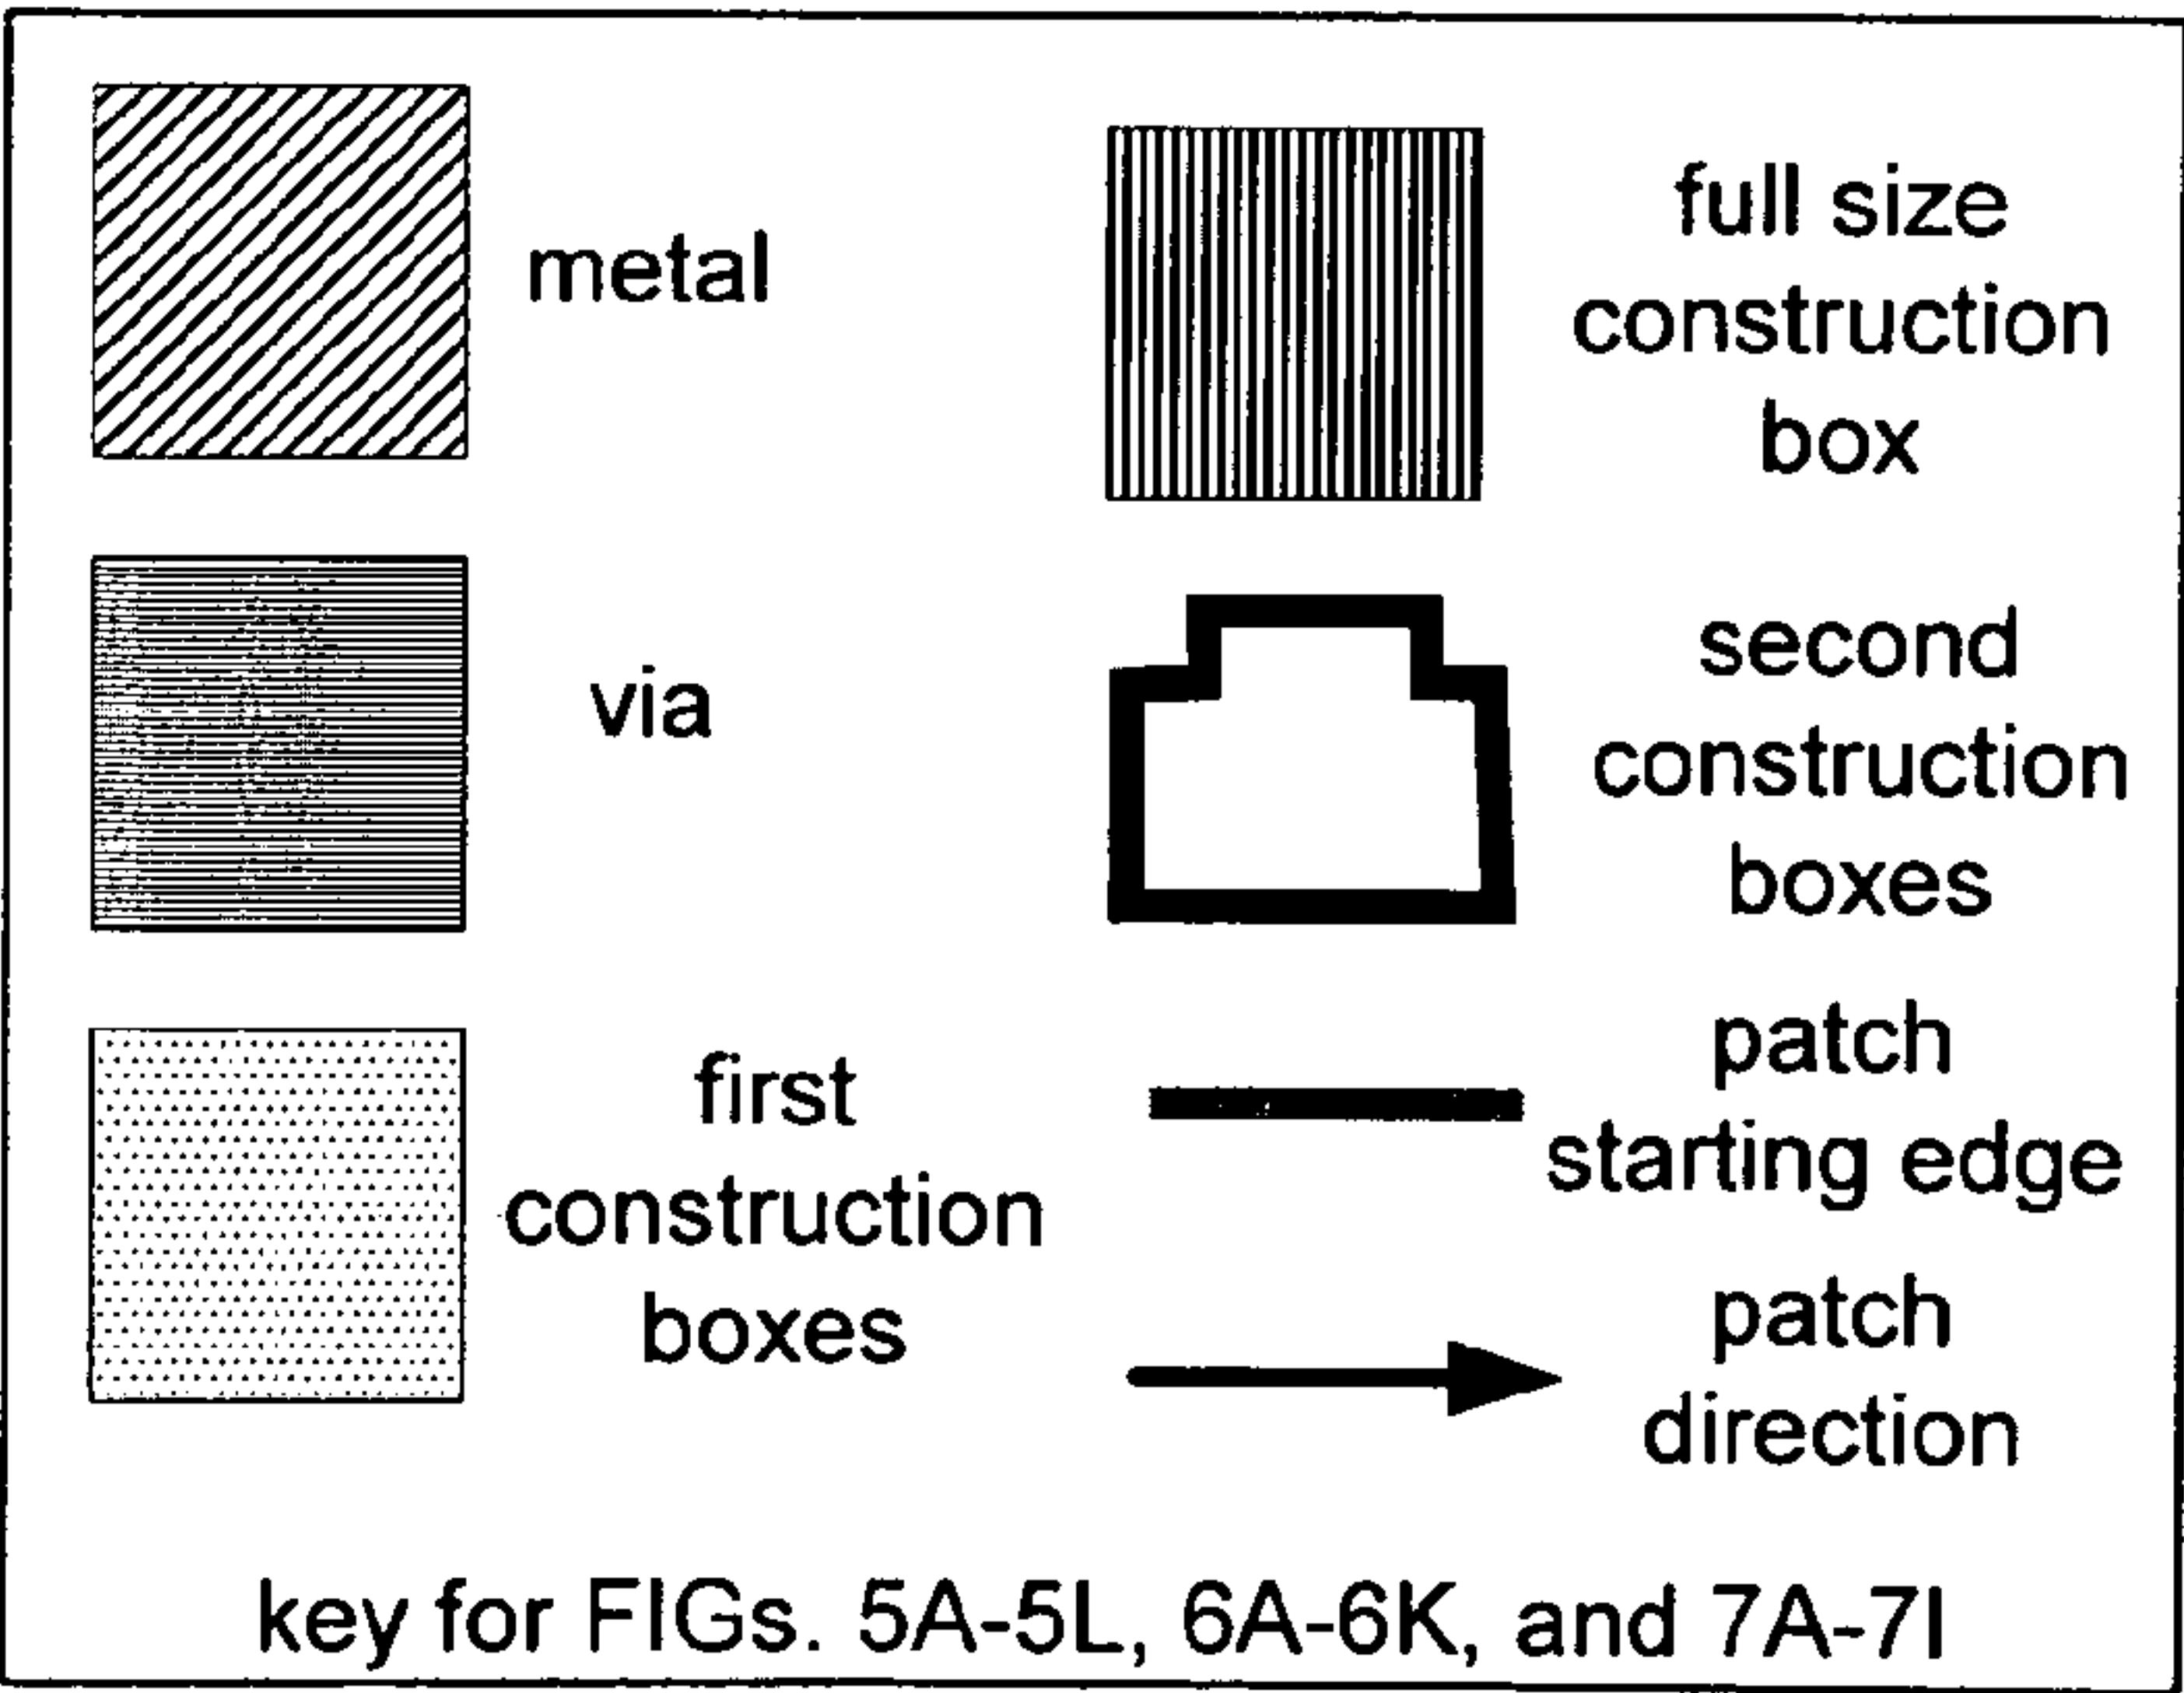 metal
full size
construction
box
via
second
construction
boxes
first
construction
boxes
patch
starting edge
patch
direction
key for FIGs. 5A-5L, 6A-6K, and 7A-7I